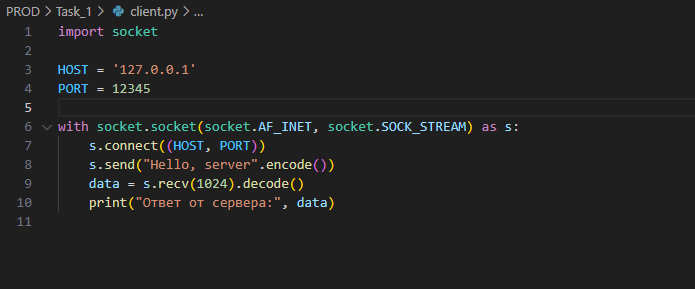 PROD > Task_1 > client.py > ...
1 import socket
2
3 HOST = '127.0.0.1'
4 PORT = 12345
5
6 with socket.socket(socket.AF_INET, socket.SOCK_STREAM) as s:
7     s.connect((HOST, PORT))
8     s.send("Hello, server".encode())
9     data = s.recv(1024).decode()
10     print("Ответ от сервера:", data)
11